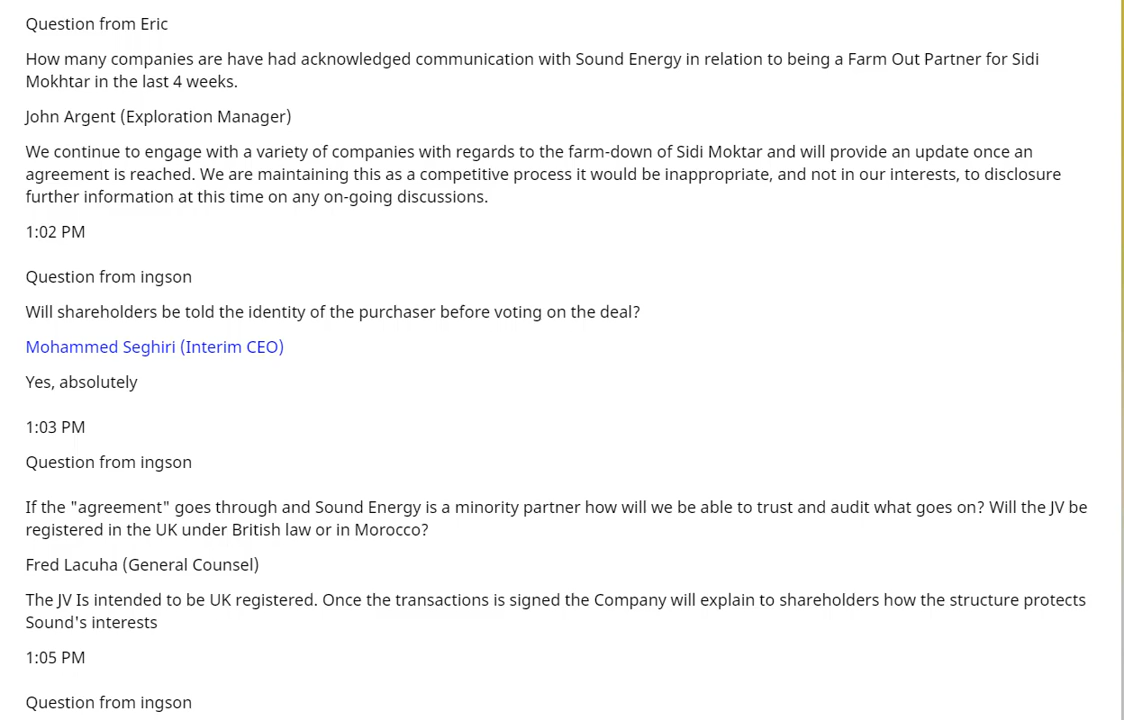 Question from Eric
How many companies are have had acknowledged communication with Sound Energy in relation to being a Farm Out Partner for Sidi
Mokhtar in the last 4 weeks.
John Argent (Exploration Manager)
We continue to engage with a variety of companies with regards to the farm-down of Sidi Moktar and will provide an update once an
agreement is reached. We are maintaining this as a competitive process it would be inappropriate, and not in our interests, to disclosure
further information at this time on any on-going discussions.
1:02 PM
Question from ingson
Will shareholders be told the identity of the purchaser before voting on the deal?
Mohammed Seghiri (Interim CEO)
Yes, absolutely
1:03 PM
Question from ingson
If the "agreement" goes through and Sound Energy is a minority partner how will we be able to trust and audit what goes on? Will the JV be
registered in the UK under British law or in Morocco?
Fred Lacuha (General Counsel)
The JV Is intended to be UK registered. Once the transactions is signed the Company will explain to shareholders how the structure protects
Sound's interests
1:05 PM
Question from ingson